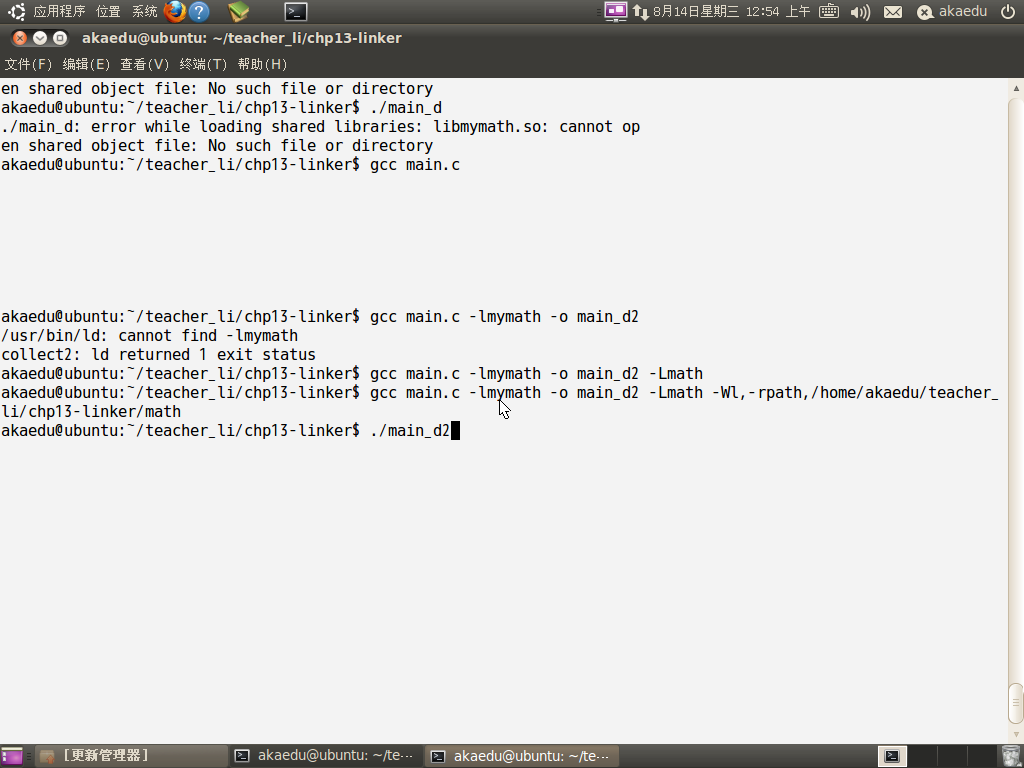 应用程序 位置 系统 8月14日星期三 12:54 上午 akaedu
akaedu@ubuntu: ~/teacher_li/chp13-linker
文件(F) 编辑(E) 查看(V) 终端(T) 帮助(H)
en shared object file: No such file or directory
akaedu@ubuntu:~/teacher_li/chp13-linker$ ./main_d
./main_d: error while loading shared libraries: libmymath.so: cannot op
en shared object file: No such file or directory
akaedu@ubuntu:~/teacher_li/chp13-linker$ gcc main.c
akaedu@ubuntu:~/teacher_li/chp13-linker$ gcc main.c -lmymath -o main_d2
/usr/bin/ld: cannot find -lmymath
collect2: ld returned 1 exit status
akaedu@ubuntu:~/teacher_li/chp13-linker$ gcc main.c -lmymath -o main_d2 -Lmath
akaedu@ubuntu:~/teacher_li/chp13-linker$ gcc main.c -lmymath -o main_d2 -Lmath -Wl,-rpath,/home/akaedu/teacher_
li/chp13-linker/math
akaedu@ubuntu:~/teacher_li/chp13-linker$ ./main_d2
[更新管理器] akaedu@ubuntu: ~/te··· akaedu@ubuntu: ~/te···